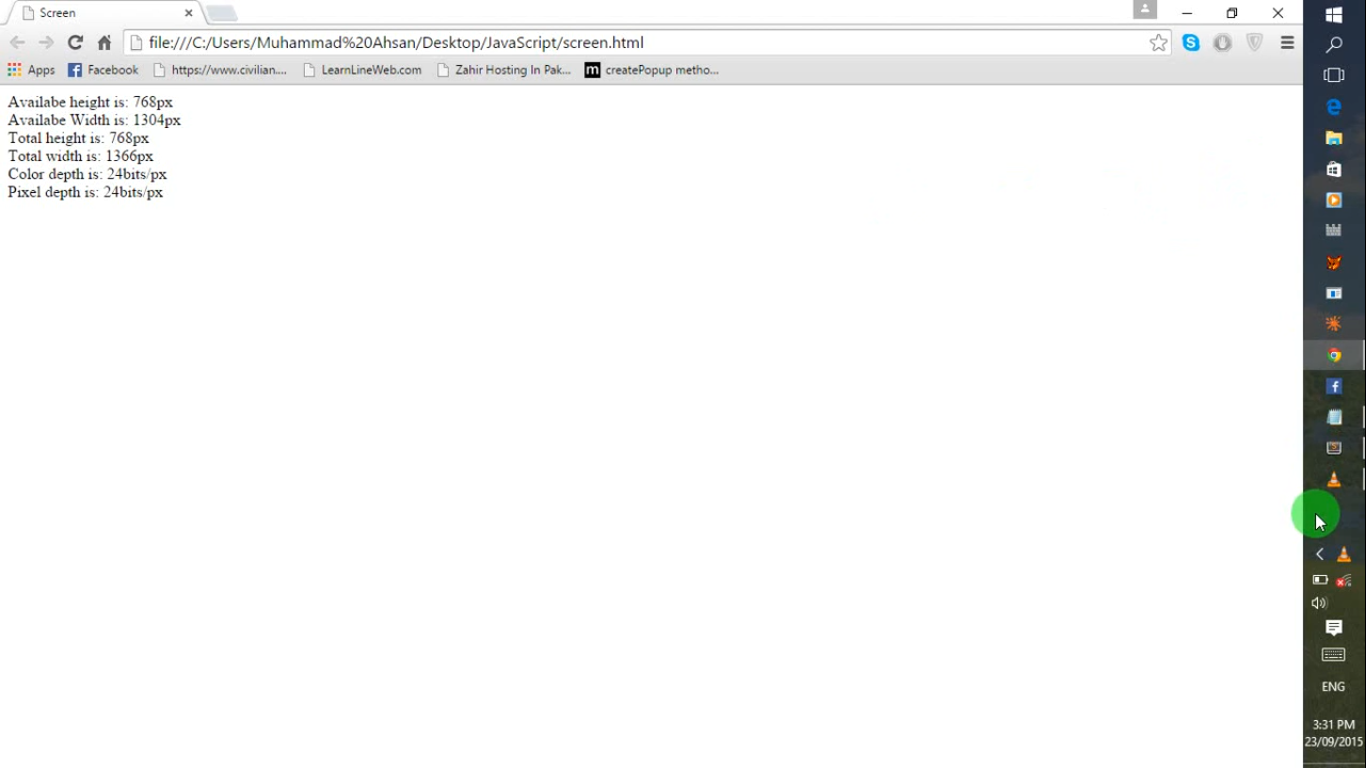 Screen
file:///C:/Users/Muhammad%20Ahsan/Desktop/JavaScript/screen.html
Apps Facebook https://www.civilian.... LearnLineWeb.com Zahir Hosting In Pak... m createPopup metho...
Availabe height is: 768px
Availabe Width is: 1304px
Total height is: 768px
Total width is: 1366px
Color depth is: 24bits/px
Pixel depth is: 24bits/px
ENG
3:31 PM
23/09/2015